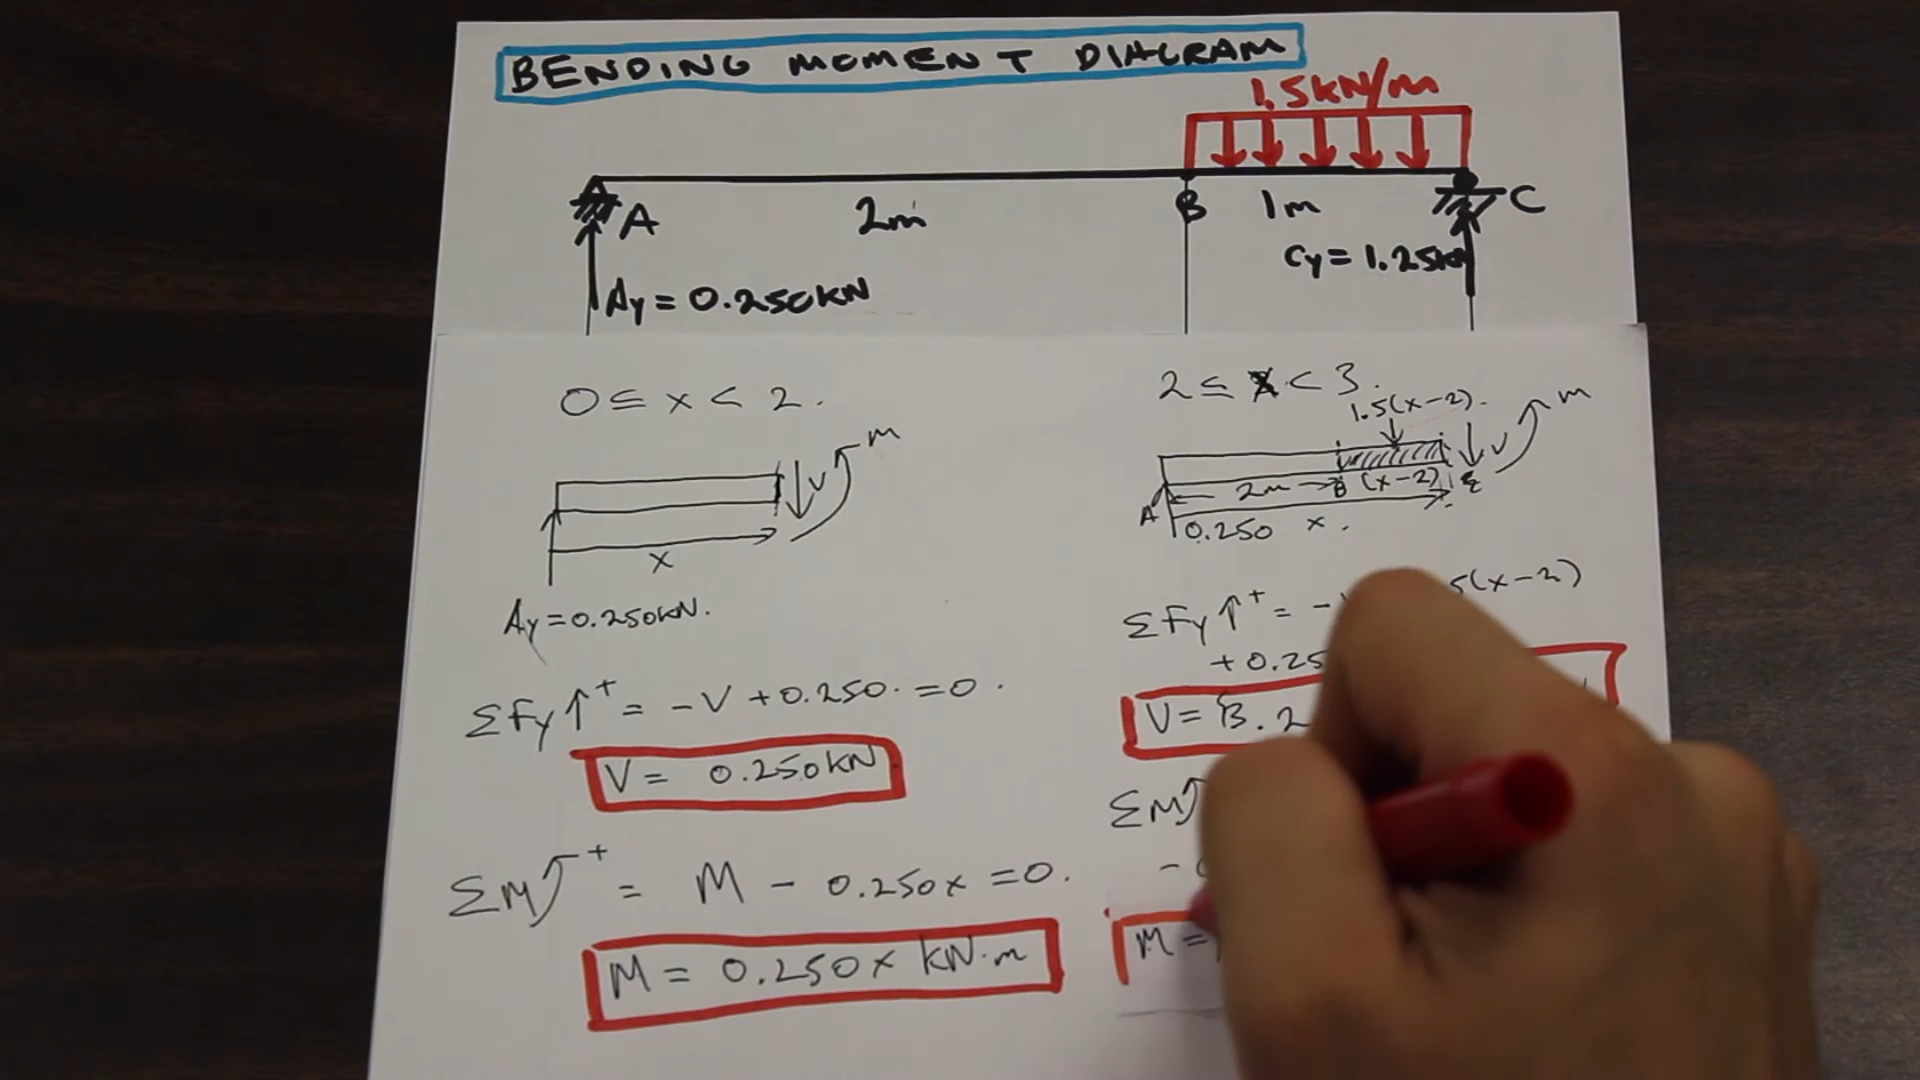 BENDING MOMENT DIAGRAM
1.5kN/m
A 2m B 1m C
Ay = 0.250kN
Cy = 1.25kN
0 ≤ x < 2.
M
V
x
Ay = 0.250kN.
ΣFy↑+ = -V + 0.250. = 0.
V = 0.250kN
ΣM + = M - 0.250x = 0.
M = 0.250x kN.m
2 ≤ x < 3.
1.5(x-2).
M
V
2m B (x-2)
A
0.250 x.
ΣFy↑+ = - 5(x-2)
+ 0.25
V = 3.2
ΣM
-
M =